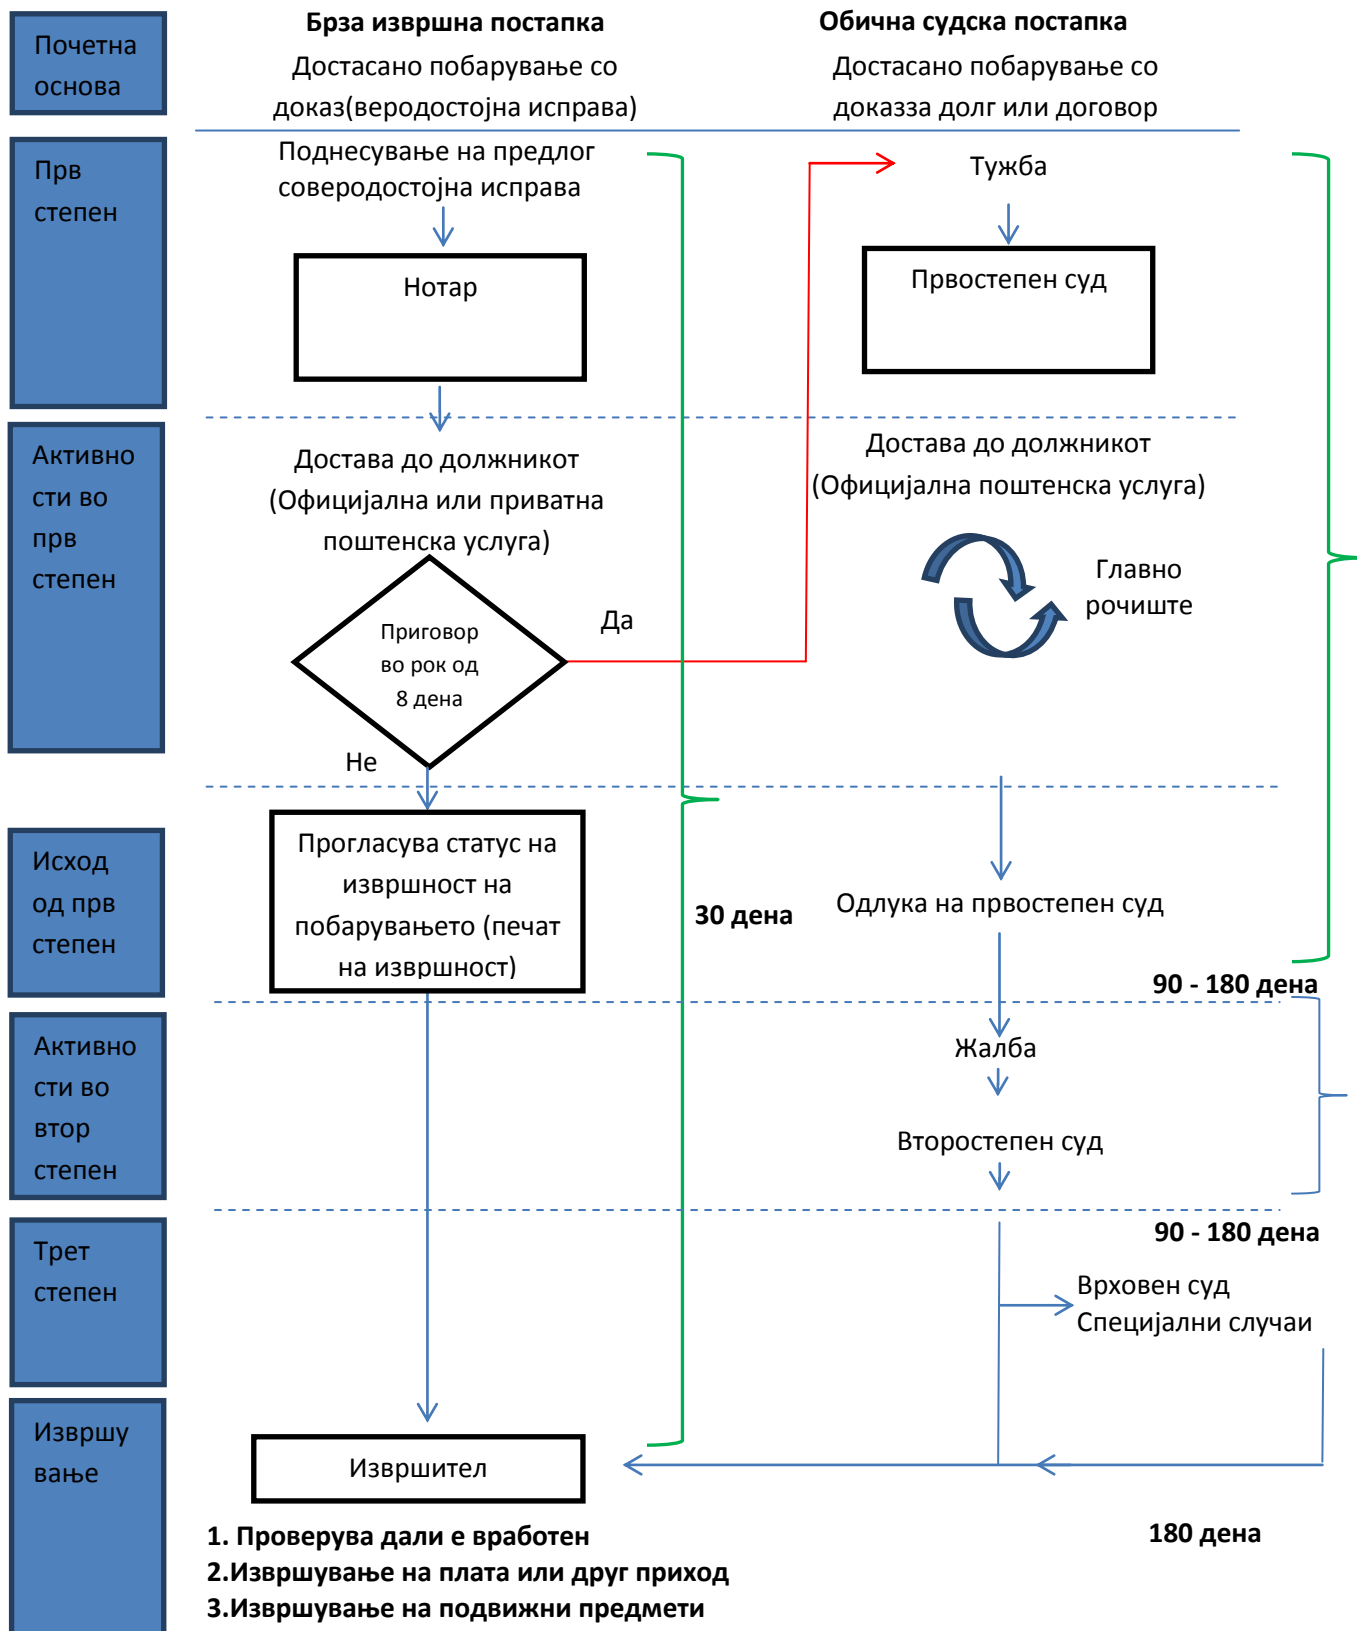 Почетна
основа
Брза извршна постапка
Достасано побарување со
доказ(веродостојна исправа)
Обична судска постапка
Достасано побарување со
доказза долг или договор
Прв
степен
Поднесување на предлог
соверодостојна исправа
Нотар
Тужба
Првостепен суд
Активно
сти во
прв
степен
Достава до должникот
(Официјална или приватна
поштенска услуга)
Приговор
во рок од
8 дена
Да
Не
Достава до должникот
(Официјална поштенска услуга)
Главно
рочиште
Исход
од прв
степен
Прогласува статус на
извршност на
побарувањето (печат
на извршност)
30 дена
Одлука на првостепен суд
90 - 180 дена
Активно
сти во
втор
степен
Жалба
Второстепен суд
90 - 180 дена
Трет
степен
Врховен суд
Специјални случаи
Извршу
вање
Извршител
180 дена
1. Проверува дали е вработен
2.Извршување на плата или друг приход
3.Извршување на подвижни предмети